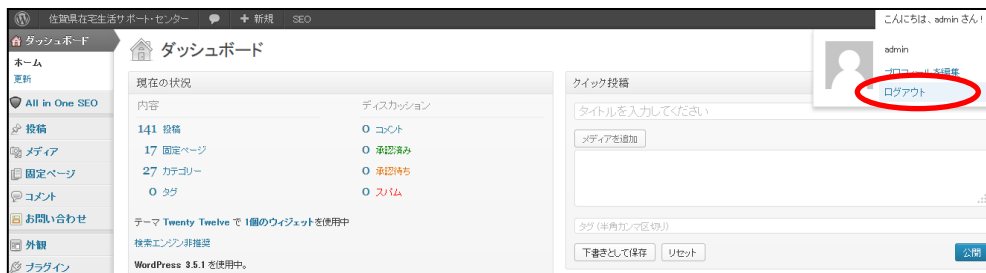 佐賀県在宅生活サポート・センター + 新規 SEO こんにちは、admin さん!
ダッシュボード
ホーム
更新
All in One SEO
投稿
メディア
固定ページ
コメント
お問い合わせ
外観
プラグイン
ダッシュボード
現在の状況
内容 ディスカッション
141 投稿 0 コメント
17 固定ページ 0 承認済み
27 カテゴリー 0 承認待ち
0 タグ 0 スパム
テーマ Twenty Twelve で 1個のウィジェットを使用中
検索エンジン非推奨
WordPress 3.5.1 を使用中。
クイック投稿
タイトルを入力してください
メディアを追加
タグ (半角カンマ区切り)
下書きとして保存 リセット 公開
admin
プロフィールを編集
ログアウト